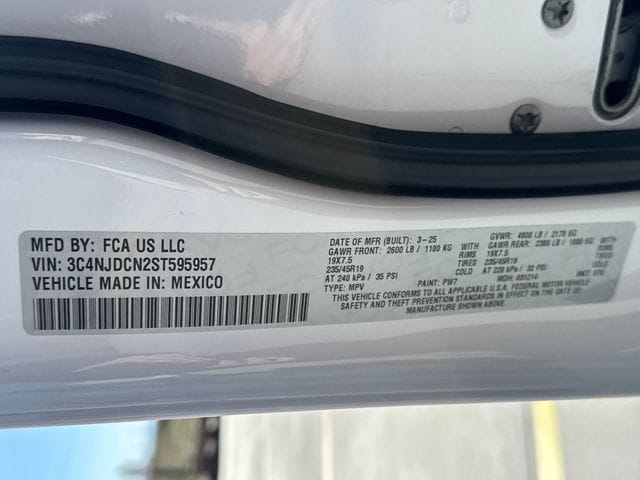 MFD BY: FCA US LLC
VIN: 3C4NJDCN2ST595957
VEHICLE MADE IN: MEXICO
DATE OF MFR (BUILT): 3-25 GVWR: 4800 LB / 2179 KG
GAWR FRONT: 2600 LB / 1180 KG WITH GAWR REAR: 2380 LB / 1080 KG WITH
19X7.5 RIMS 19X7.5 RIMS
235/45R19 TIRES 235/45R19 TIRES
AT 240 kPa / 35 PSI COLD AT 220 kPa / 32 PSI COLD
TYPE: MPV PAINT: PW7 MDH: 031214
THIS VEHICLE CONFORMS TO ALL APPLICABLE U.S.A. FEDERAL MOTOR VEHICLE
SAFETY AND THEFT PREVENTION STANDARDS IN EFFECT ON THE DATE OF
MANUFACTURE SHOWN ABOVE.